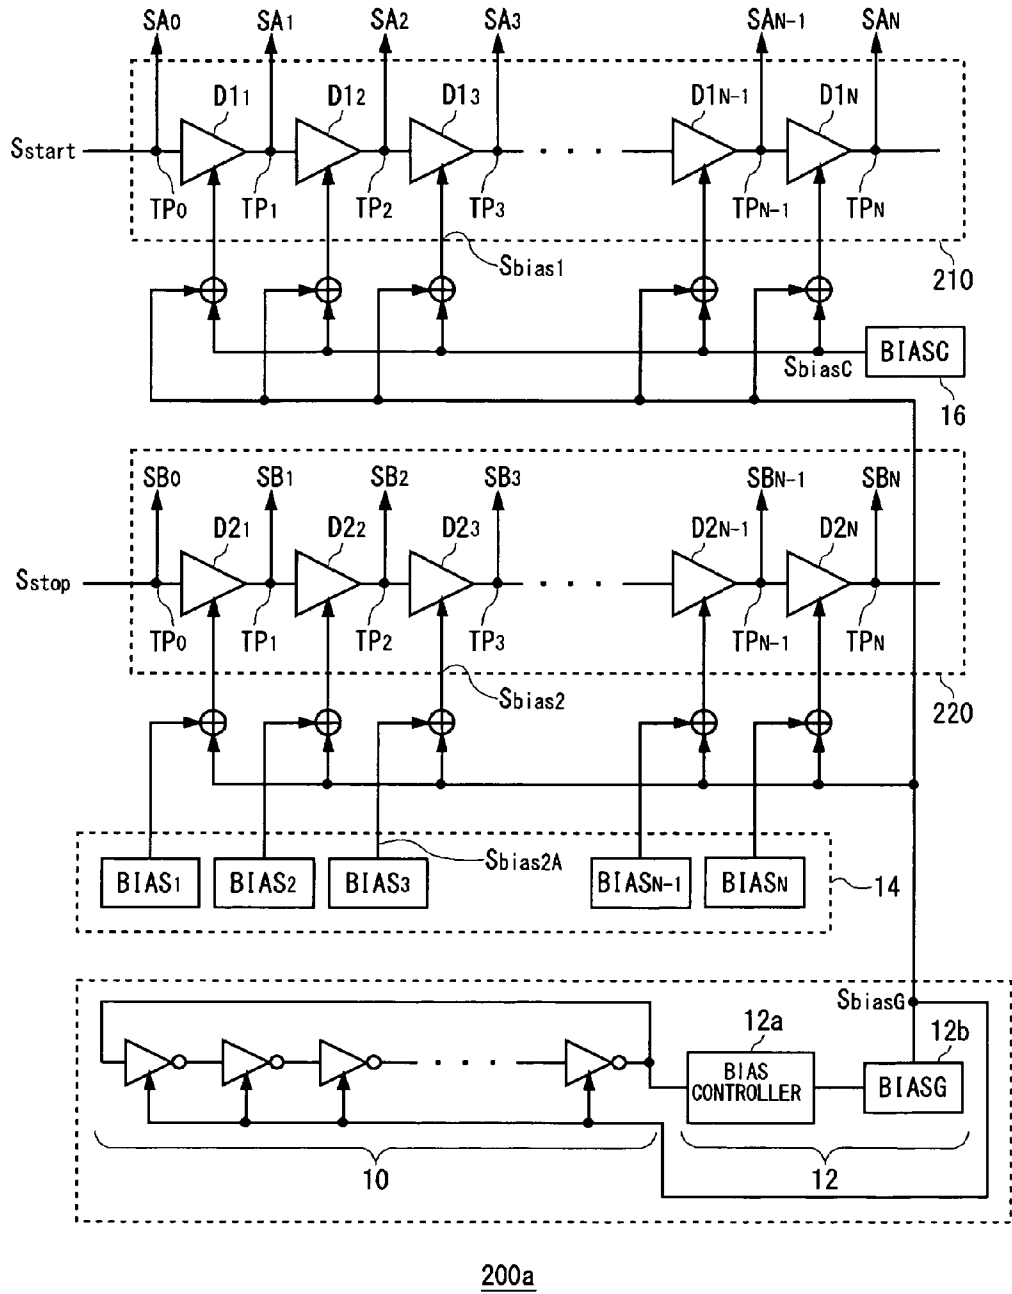 SA0 SA1 SA2 SA3 SAN-1 SAN
D11 D12 D13 D1N-1 D1N
Sstart
TP0 TP1 TP2 TP3 TPN-1 TPN
Sbias1
210
SbiasC
BIASC
16
SB0 SB1 SB2 SB3 SBN-1 SBN
D21 D22 D23 D2N-1 D2N
Sstop
TP0 TP1 TP2 TP3 TPN-1 TPN
Sbias2
220
Sbias2A
BIAS1 BIAS2 BIAS3 BIASN-1 BIASN
14
SbiasG
12a
12b
BIAS
CONTROLLER
BIASG
10
12
200a